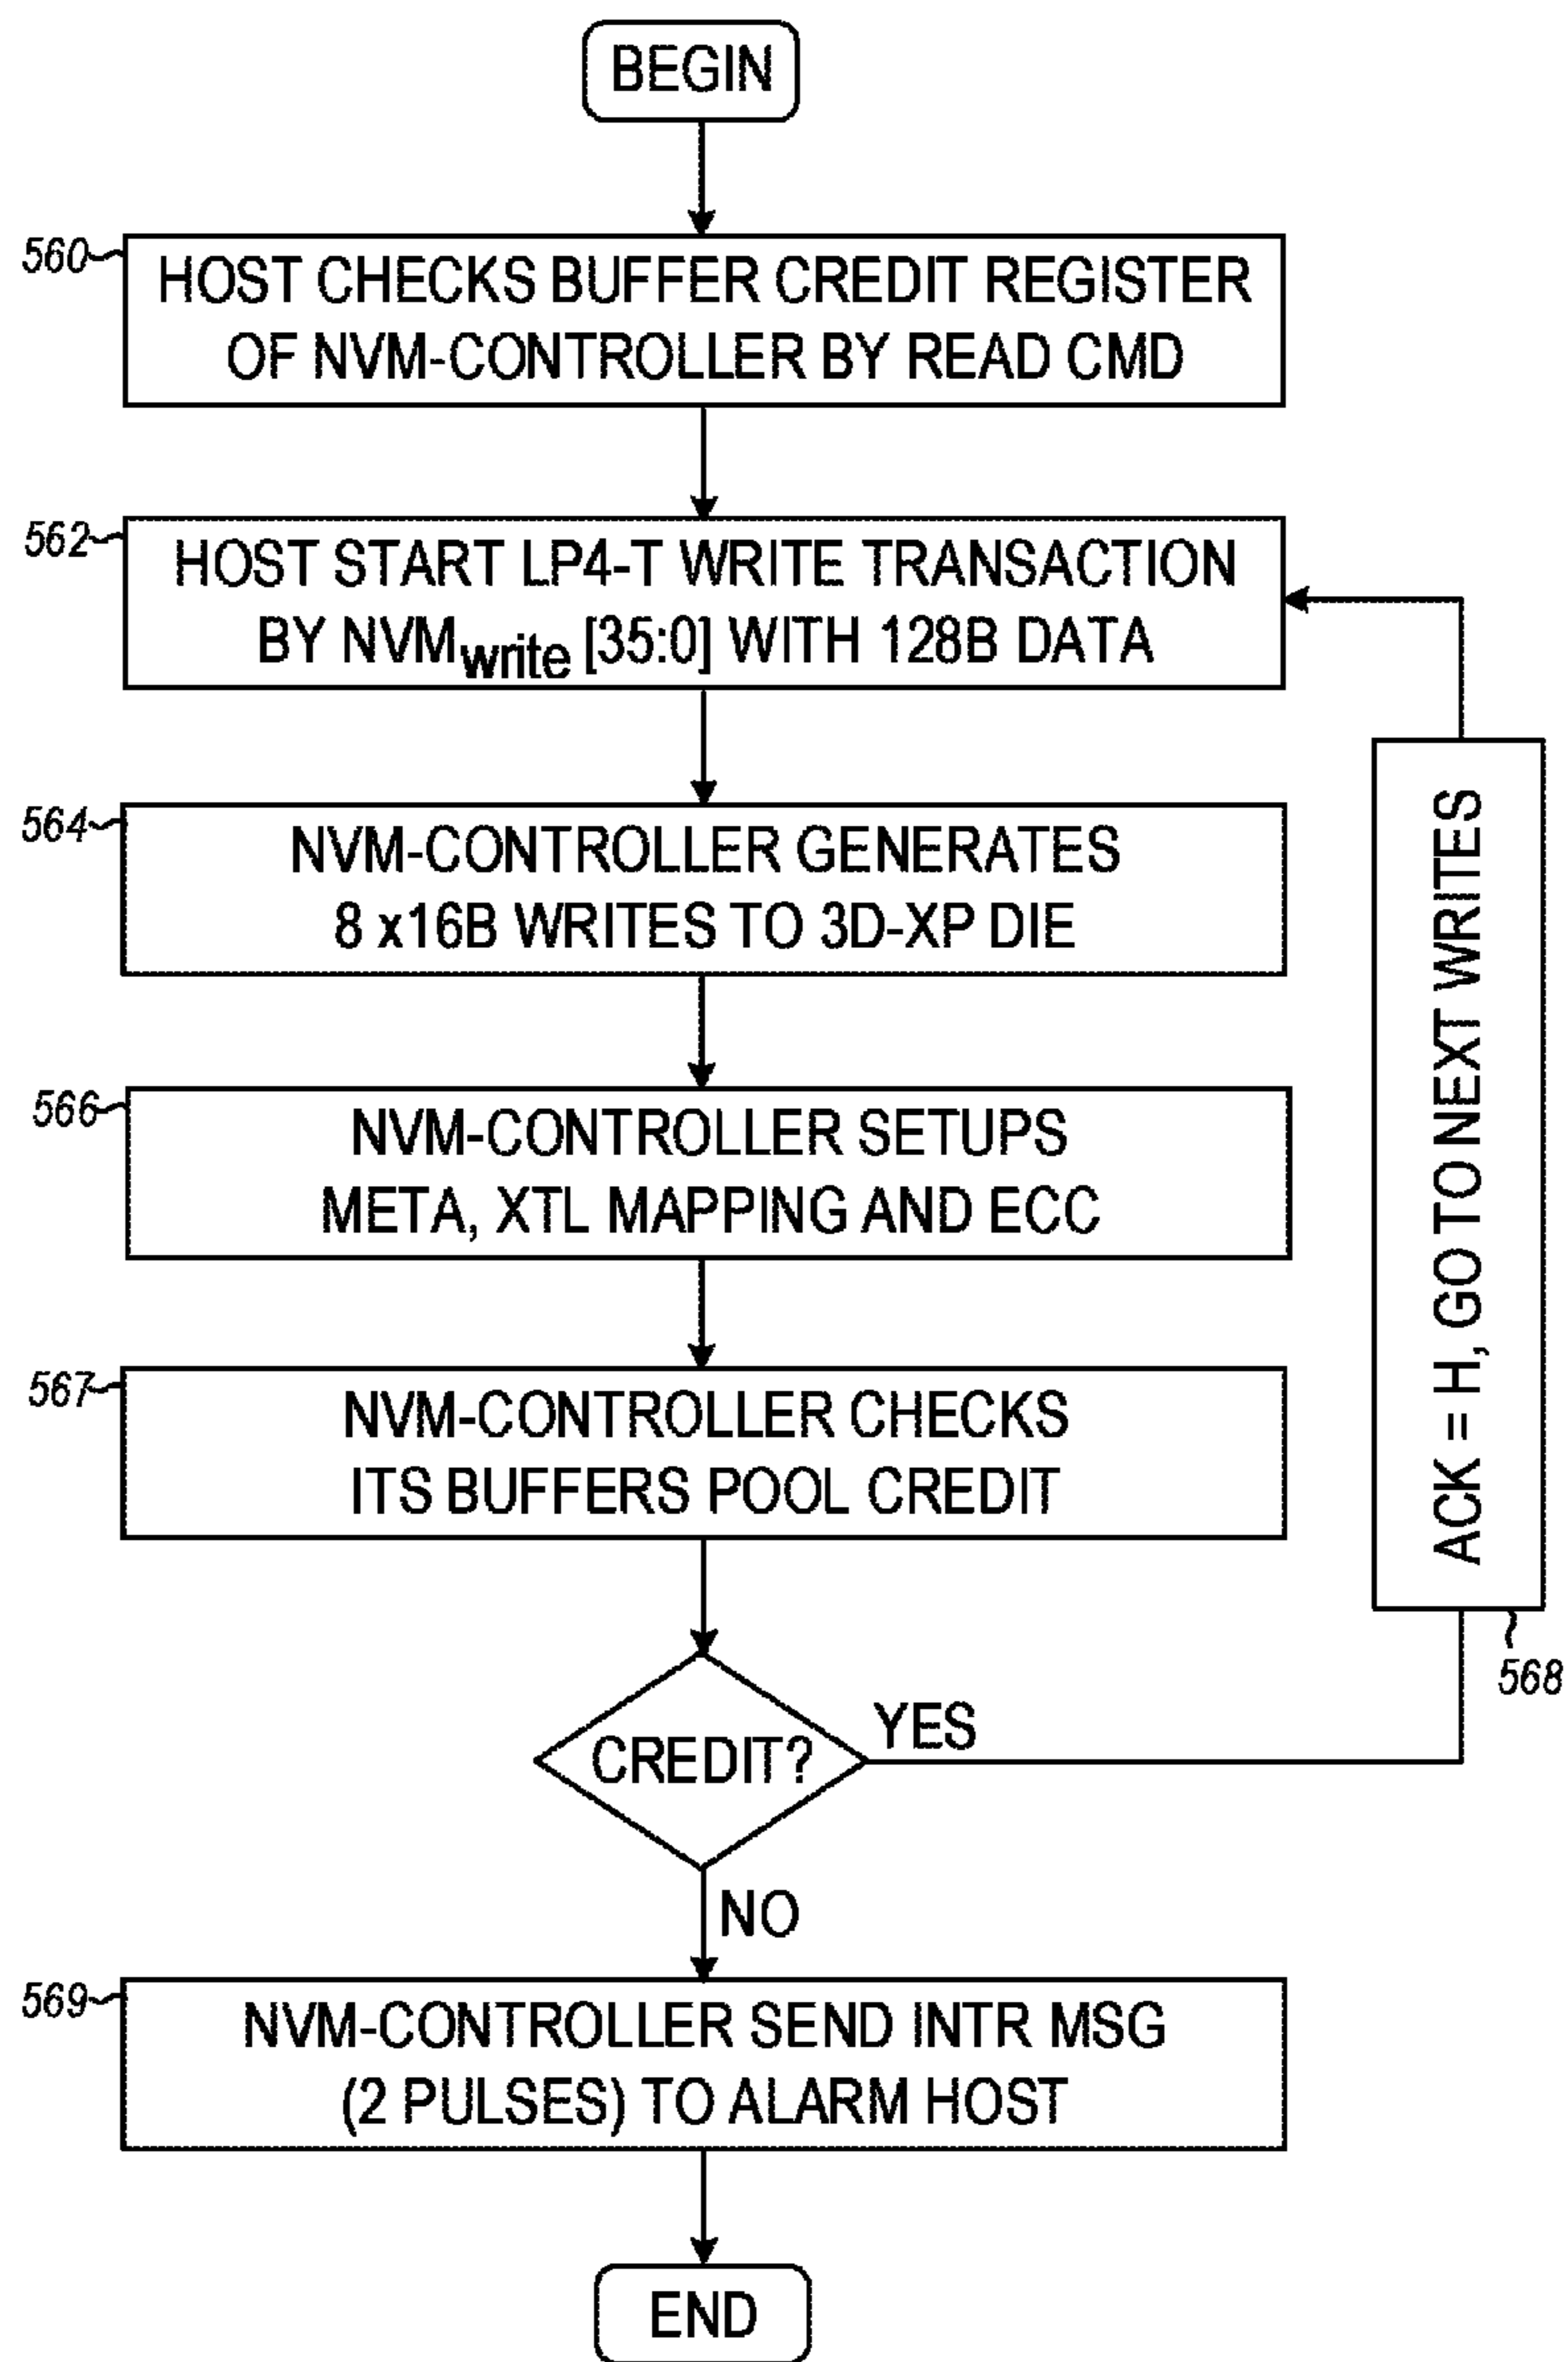 BEGIN
560
HOST CHECKS BUFFER CREDIT REGISTER
OF NVM-CONTROLLER BY READ CMD
562
HOST START LP4-T WRITE TRANSACTION
BY NVMwrite [35:0] WITH 128B DATA
564
NVM-CONTROLLER GENERATES
8 x16B WRITES TO 3D-XP DIE
566
NVM-CONTROLLER SETUPS
META, XTL MAPPING AND ECC
567
NVM-CONTROLLER CHECKS
ITS BUFFERS POOL CREDIT
ACK = H, GO TO NEXT WRITES
568
CREDIT?
YES
NO
569
NVM-CONTROLLER SEND INTR MSG
(2 PULSES) TO ALARM HOST
END